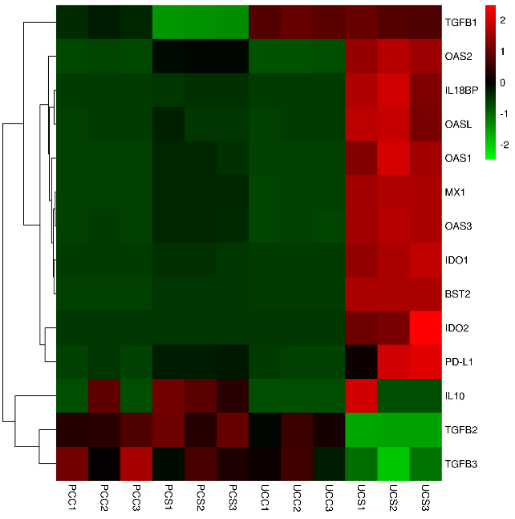 TGFB1
OAS2
IL18BP
OASL
OAS1
MX1
OAS3
IDO1
BST2
IDO2
PD-L1
IL10
TGFB2
TGFB3
2
1
0
-1
-2
PCC1 PCC2 PCC3 PCS1 PCS2 PCS3 UCC1 UCC2 UCC3 UCS1 UCS2 UCS3